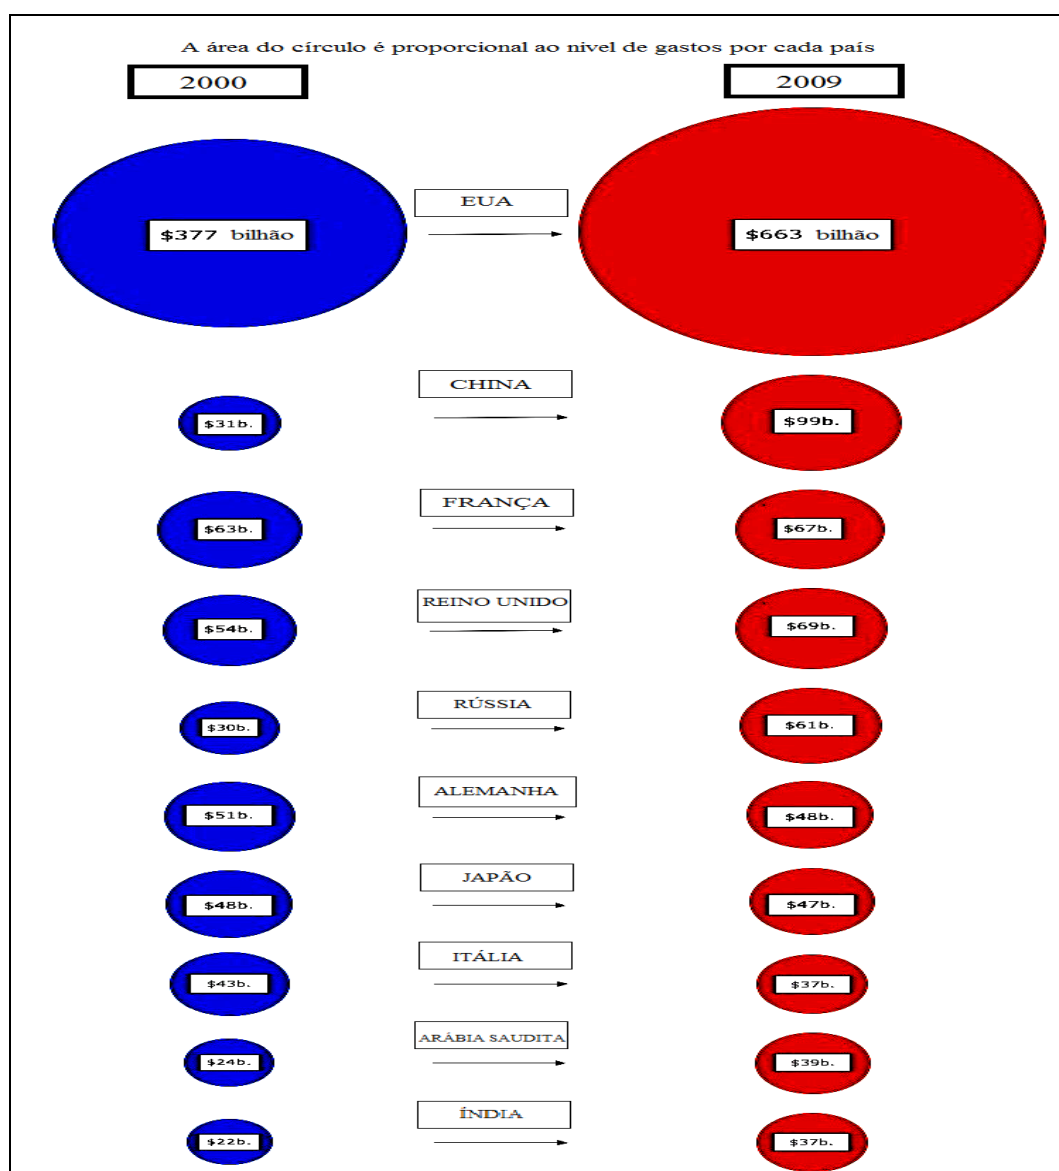 A área do círculo é proporcional ao nivel de gastos por cada país
2000
2009
EUA
$377 bilhão
$663 bilhão
CHINA
$31b.
$99b.
FRANÇA
$63b.
$67b.
REINO UNIDO
$54b.
$69b.
RÚSSIA
$30b.
$61b.
ALEMANHA
$51b.
$48b.
JAPÃO
$48b.
$47b.
ITÁLIA
$43b.
$37b.
ARÁBIA SAUDITA
$24b.
$39b.
ÍNDIA
$22b.
$37b.